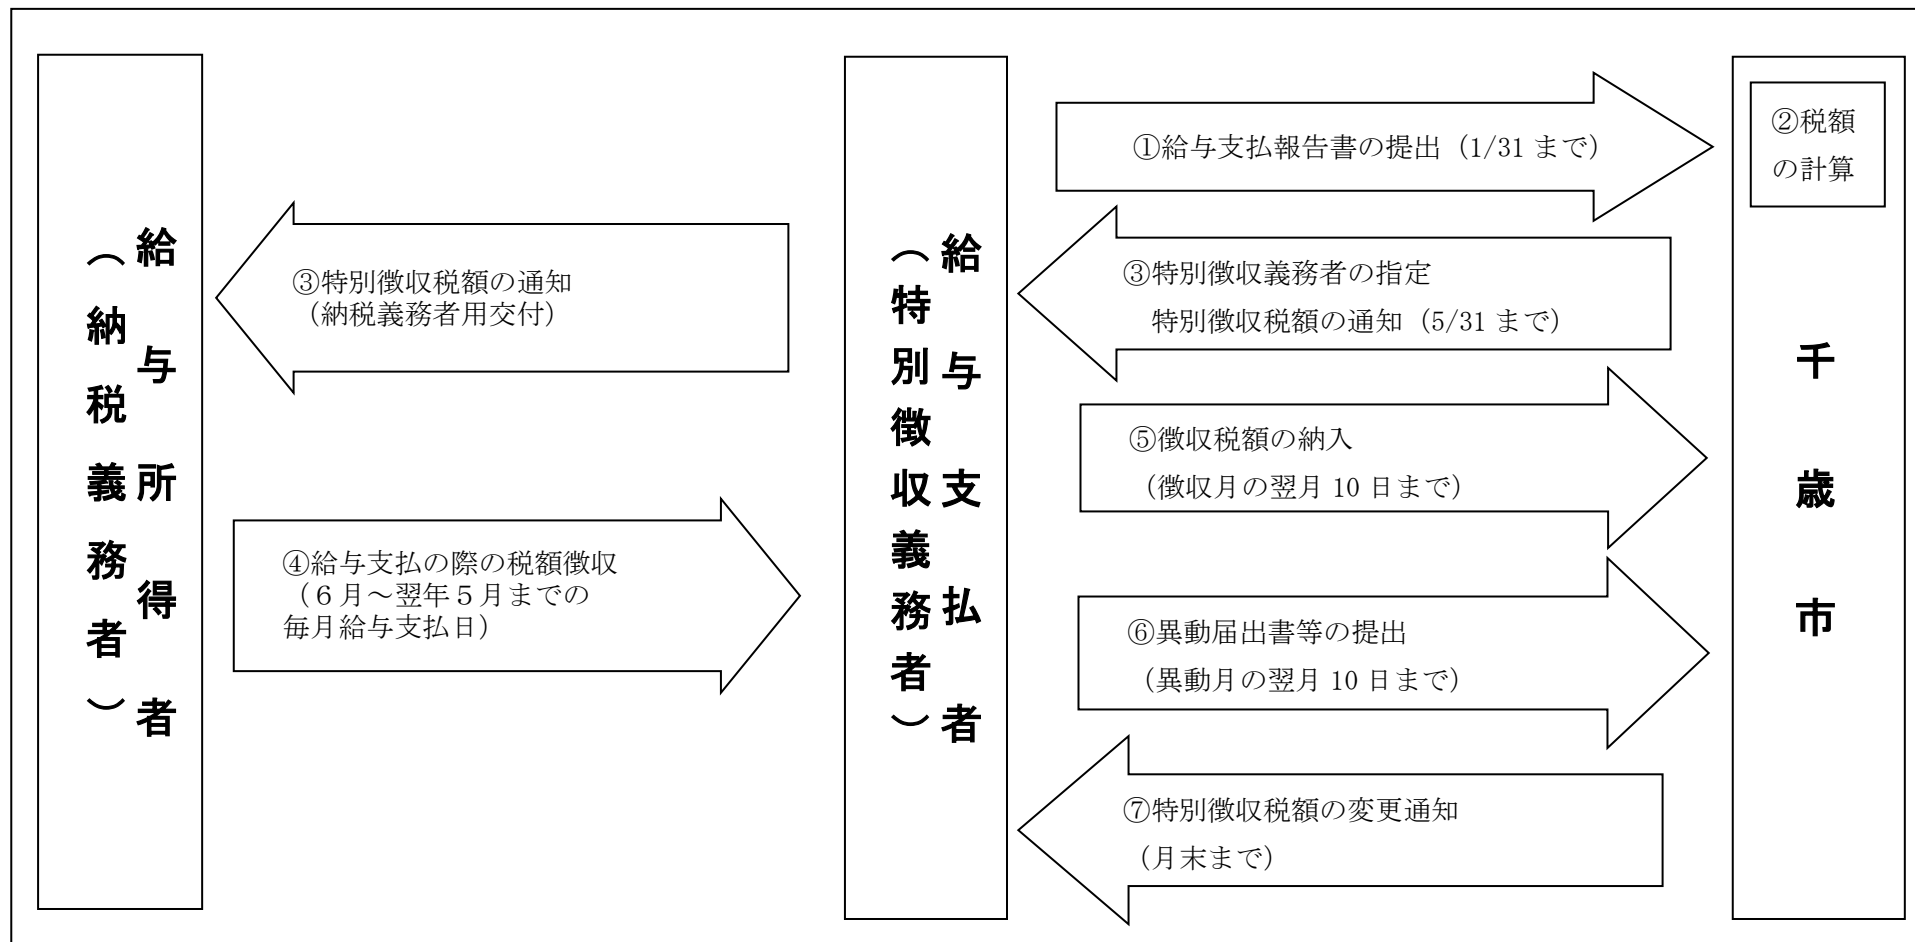 給与所得者
（納税義務者）
③特別徴収税額の通知
（納税義務者用交付）
④給与支払の際の税額徴収
（６月～翌年５月までの
毎月給与支払日）
給与支払者
（特別徴収義務者）
①給与支払報告書の提出（1/31 まで）
③特別徴収義務者の指定
特別徴収税額の通知（5/31 まで）
⑤徴収税額の納入
（徴収月の翌月 10 日まで）
⑥異動届出書等の提出
（異動月の翌月 10 日まで）
⑦特別徴収税額の変更通知
（月末まで）
②税額
の計算
千歳市